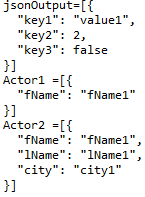 jsonOutput=[{
"key1": "value1",
"key2": 2,
"key3": false
}]
Actor1 =[{
"fName": "fName1"
}]
Actor2 =[{
"fName": "fName1",
"lName": "lName1",
"city": "city1"
}]